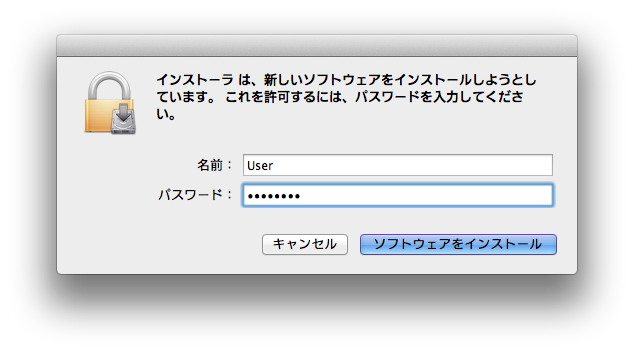 インストーラ は、新しいソフトウェアをインストールしようとし
ています。 これを許可するには、パスワードを入力してくださ
い。
名前： User
パスワード： ••••••••
キャンセル ソフトウェアをインストール